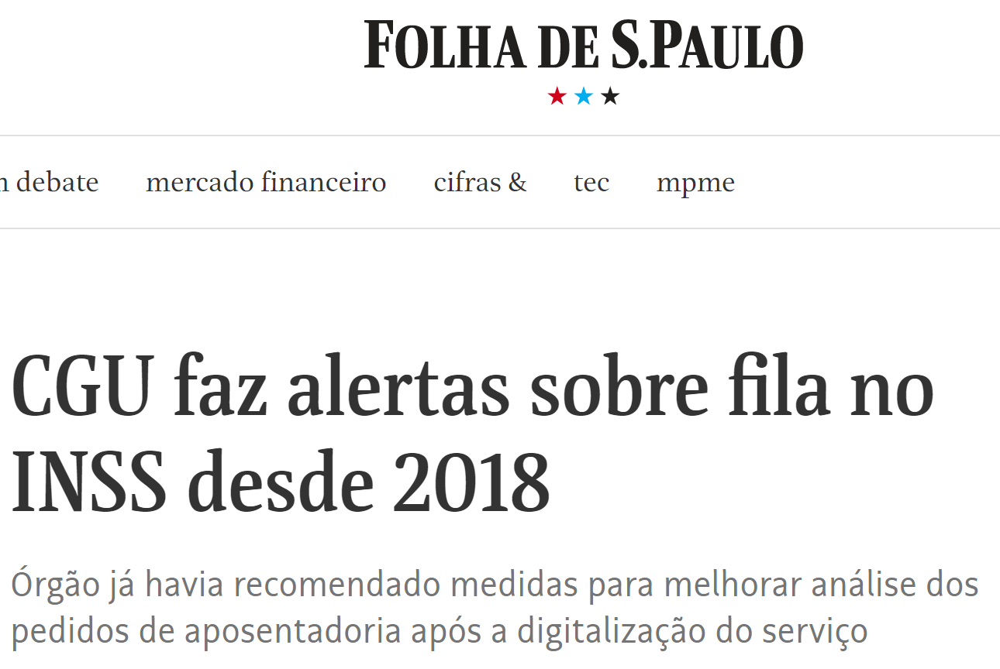 FOLHA DE S.PAULO
debate mercado financeiro cifras & tec mpme
CGU faz alertas sobre fila no
INSS desde 2018
Órgão já havia recomendado medidas para melhorar análise dos
pedidos de aposentadoria após a digitalização do serviço